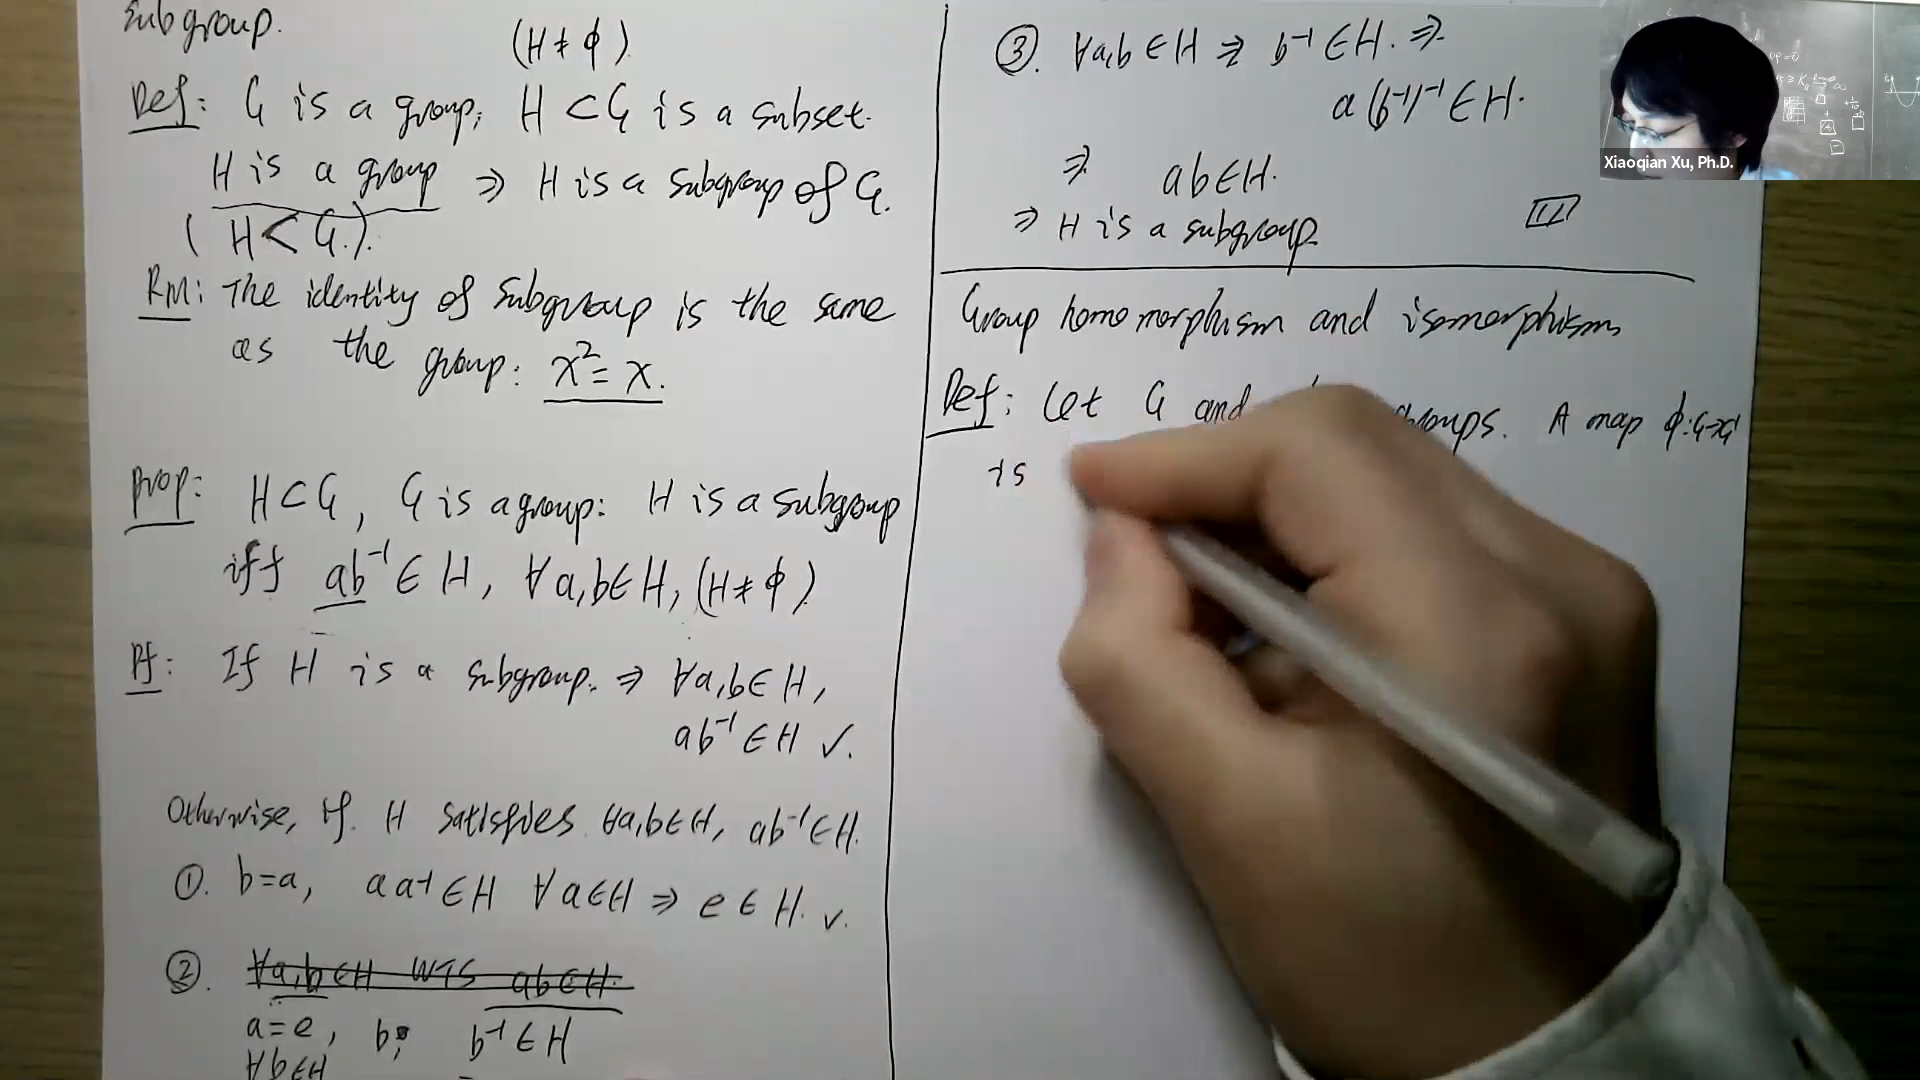 Subgroup.
(H ≠ ϕ)
Def: G is a group, H ⊂ G is a subset.
H is a group ⇒ H is a subgroup of G.
( H < G.).
RM: The identity of subgroup is the same
as the group: x² = x.
Prop: H ⊂ G, G is a group: H is a subgroup
iff ab⁻¹ ∈ H, ∀ a,b ∈ H, (H ≠ ϕ)
Pf: If H is a subgroup. ⇒ ∀a,b ∈ H,
ab⁻¹ ∈ H ✓.
Otherwise, if H satisfies ∀a,b ∈ H, ab⁻¹ ∈ H.
①. b=a, aa⁻¹ ∈ H ∀ a ∈ H ⇒ e ∈ H. ✓.
②. ∀a,b ∈ H WTS ab ∈ H.
a = e, b; b⁻¹ ∈ H
∀b ∈ H
③. ∀a,b ∈ H ⇒ b⁻¹ ∈ H. ⇒
a(b⁻¹)⁻¹ ∈ H.
⇒ ab ∈ H.
⇒ H is a subgroup.
Group homomorphism and isomorphism
Def: Let G and groups. A map ϕ: G→G'
is
Xiaoqian Xu, Ph.D.